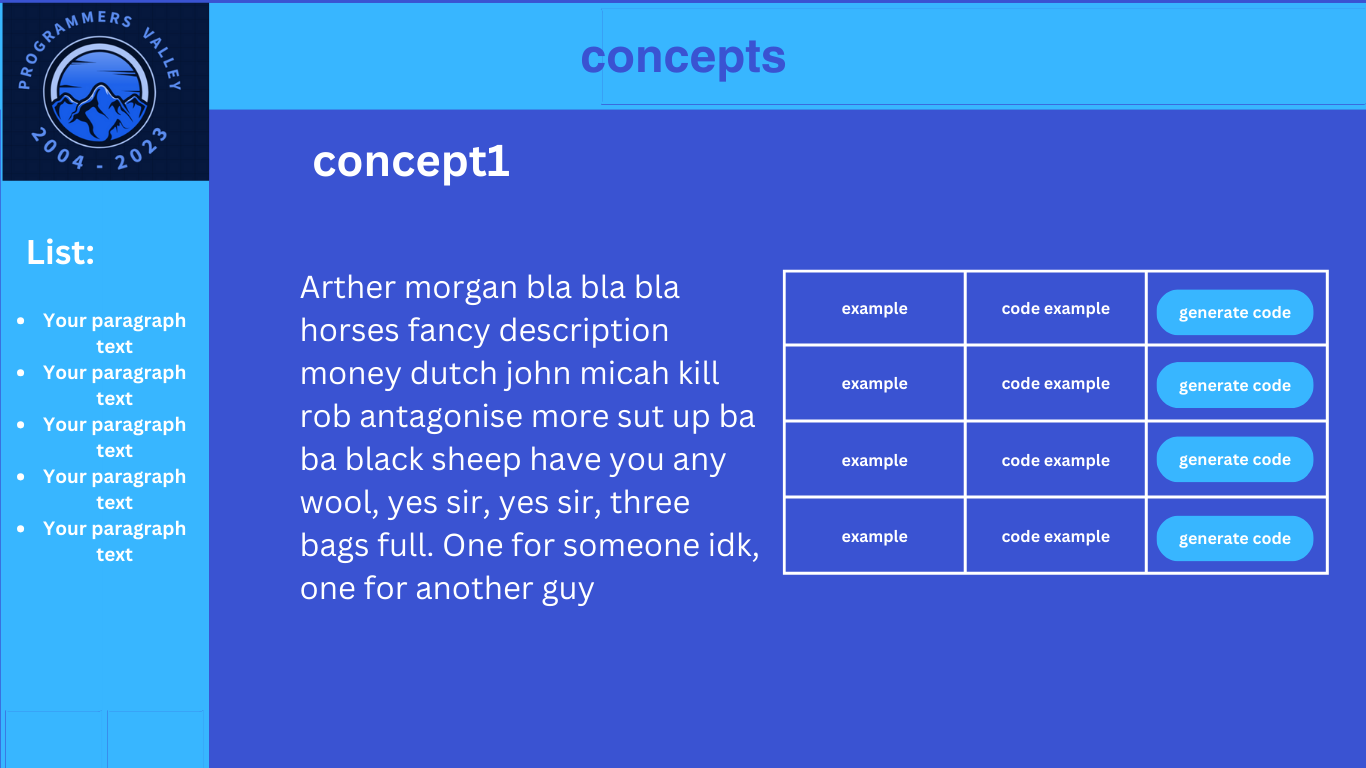 PROGRAMMERS VALLEY
2004 - 2023
concepts
concept1
List:
Your paragraph
text
Your paragraph
text
Your paragraph
text
Your paragraph
text
Your paragraph
text
Arther morgan bla bla bla
horses fancy description
money dutch john micah kill
rob antagonise more sut up ba
ba black sheep have you any
wool, yes sir, yes sir, three
bags full. One for someone idk,
one for another guy
example code example generate code
example code example generate code
example code example generate code
example code example generate code